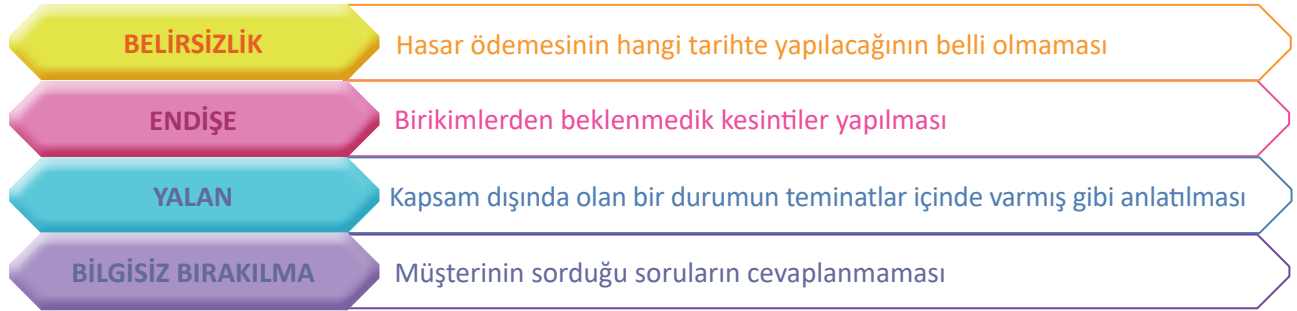 BELİRSİZLİK
Hasar ödemesinin hangi tarihte yapılacağının belli olmaması
ENDİŞE
Birikimlerden beklenmedik kesintiler yapılması
YALAN
Kapsam dışında olan bir durumun teminatlar içinde varmış gibi anlatılması
BİLGİSİZ BIRAKILMA
Müşterinin sorduğu soruların cevaplanmaması